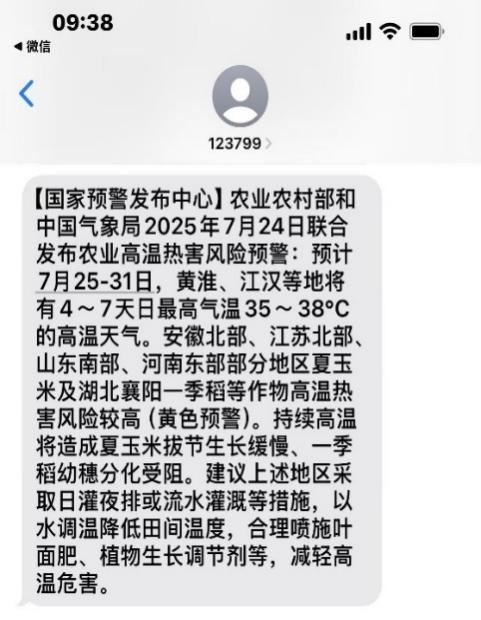 09:38
微信
123799
【国家预警发布中心】农业农村部和
中国气象局2025年7月24日联合
发布农业高温热害风险预警：预计
7月25-31日，黄淮、江汉等地将
有4～7天日最高气温35～38℃
的高温天气。安徽北部、江苏北部、
山东南部、河南东部部分地区夏玉
米及湖北襄阳一季稻等作物高温热
害风险较高（黄色预警）。持续高温
将造成夏玉米拔节生长缓慢、一季
稻幼穗分化受阻。建议上述地区采
取日灌夜排或流水灌溉等措施，以
水调温降低田间温度，合理喷施叶
面肥、植物生长调节剂等，减轻高
温危害。